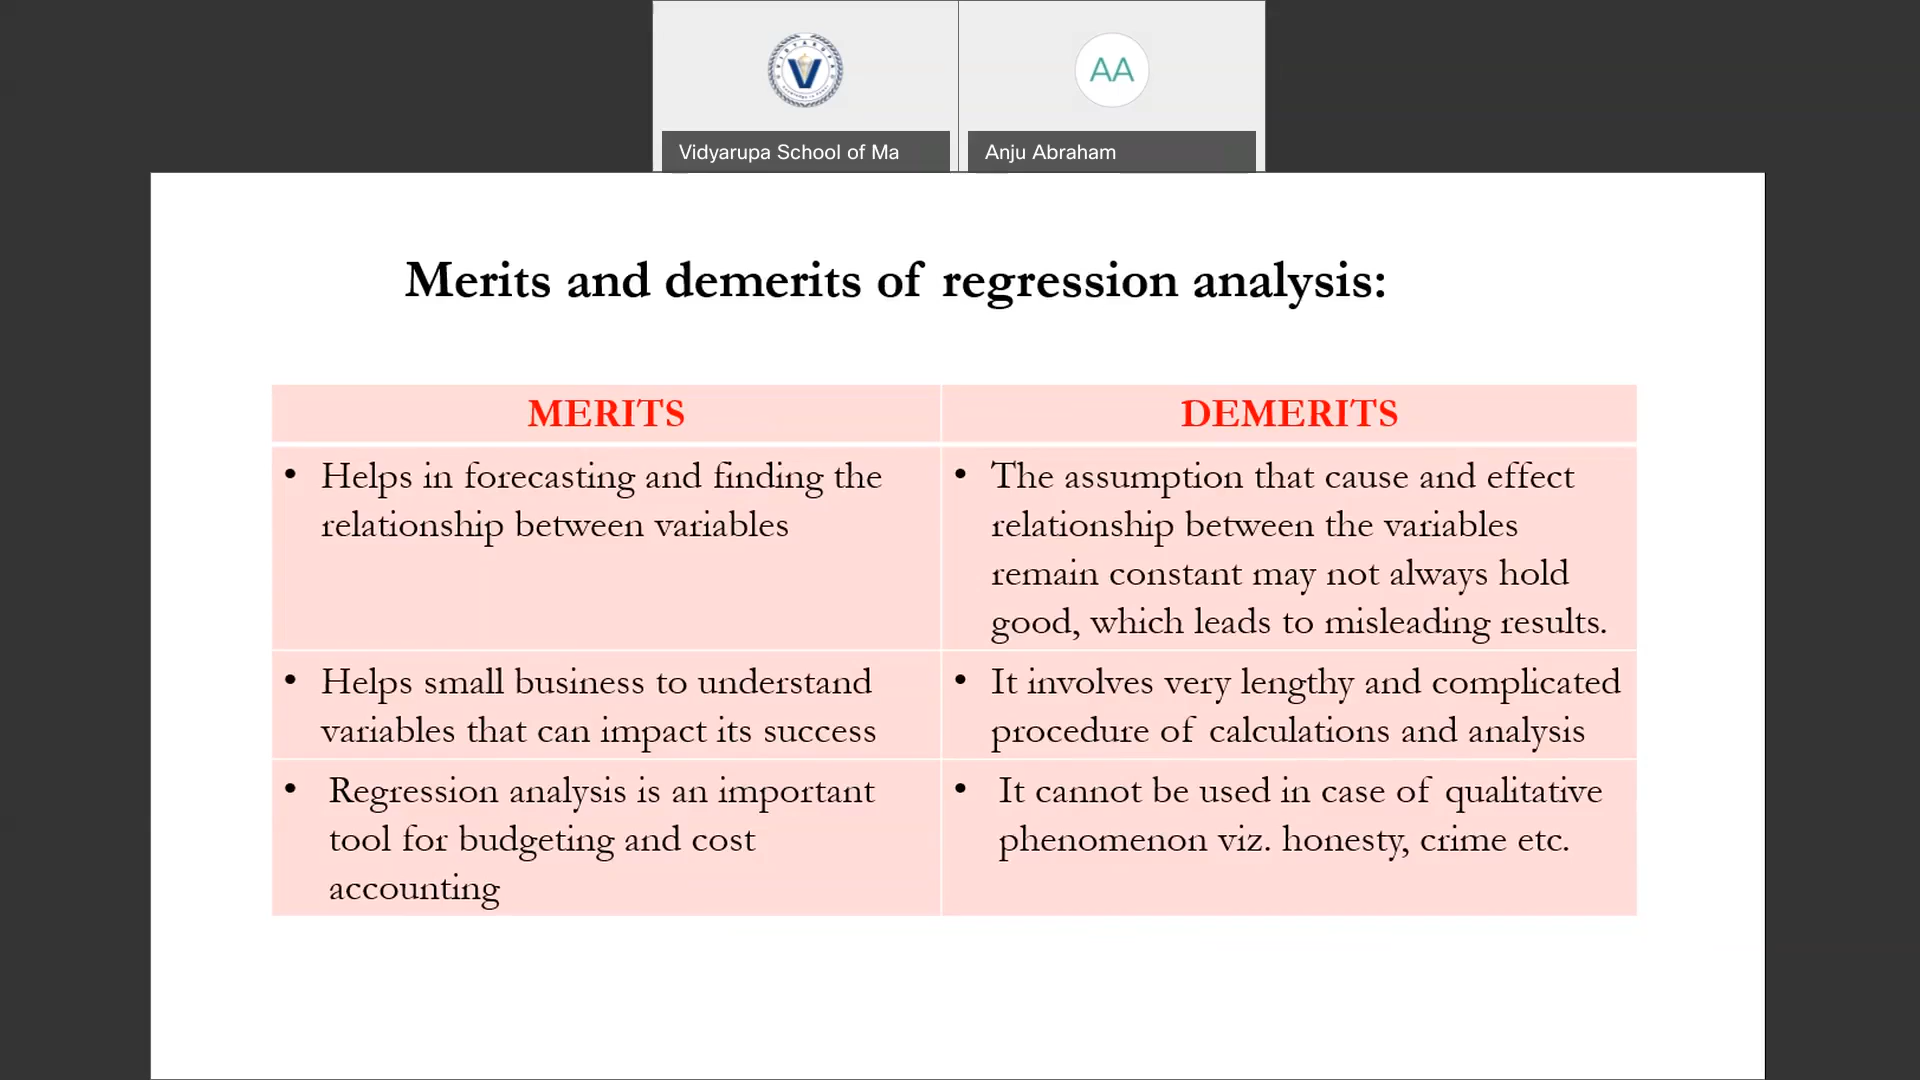 AA
Vidyarupa School of Ma
Anju Abraham
Merits and demerits of regression analysis:
MERITS
DEMERITS
• Helps in forecasting and finding the
relationship between variables
• The assumption that cause and effect
relationship between the variables
remain constant may not always hold
good, which leads to misleading results.
• Helps small business to understand
variables that can impact its success
• It involves very lengthy and complicated
procedure of calculations and analysis
• Regression analysis is an important
tool for budgeting and cost
accounting
• It cannot be used in case of qualitative
phenomenon viz. honesty, crime etc.